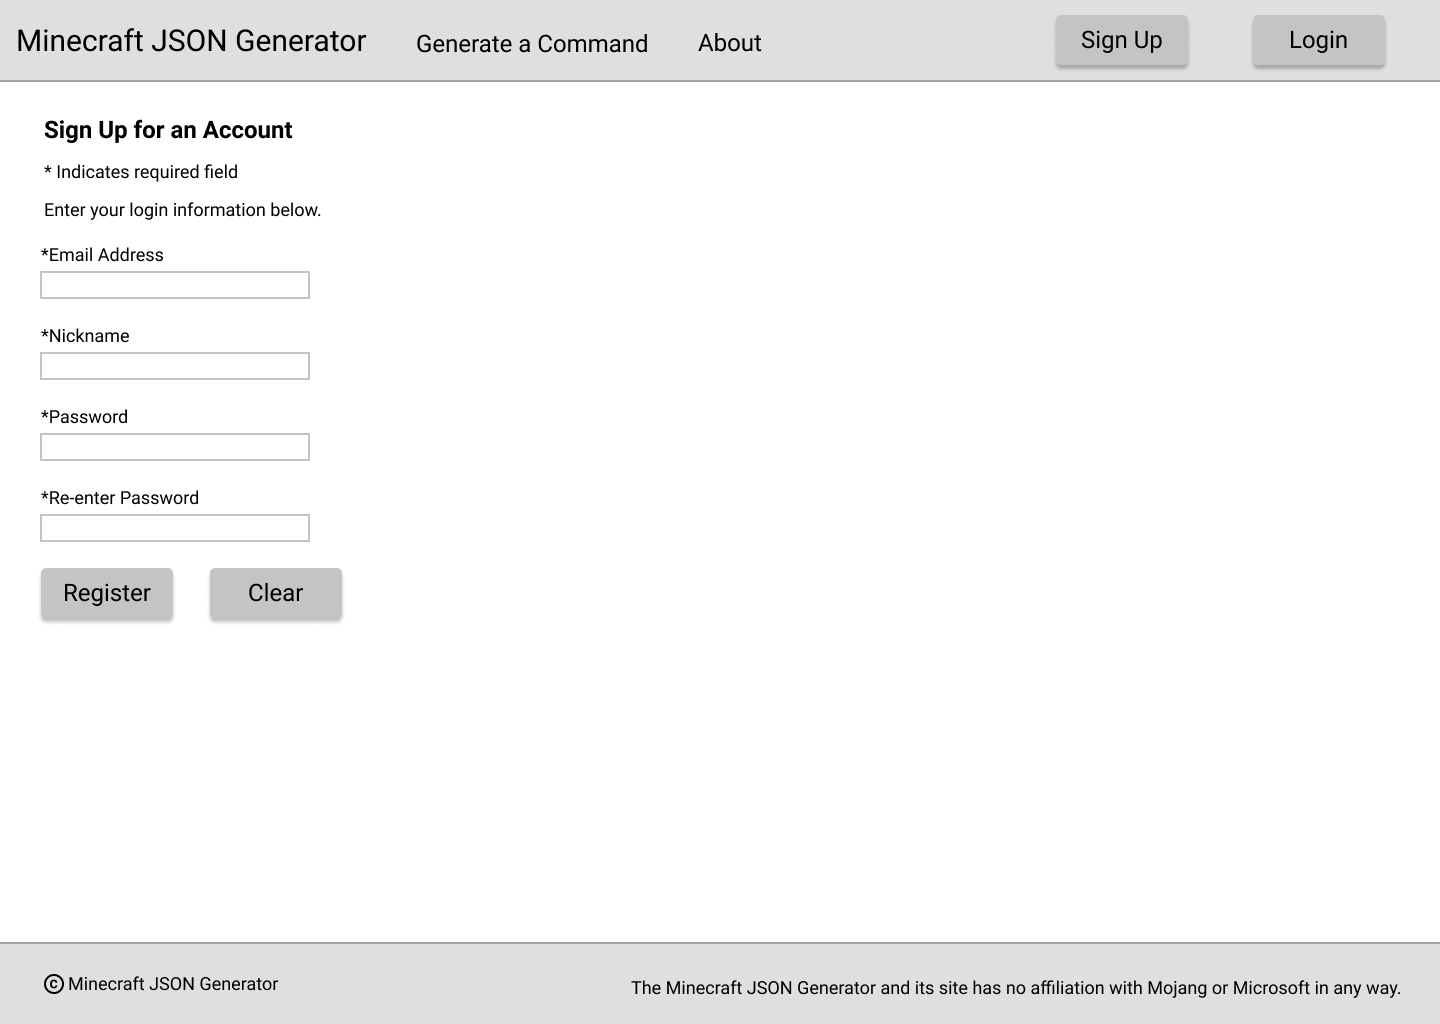 Minecraft JSON Generator Generate a Command About Sign Up Login
Sign Up for an Account
* Indicates required field
Enter your login information below.
*Email Address
*Nickname
*Password
*Re-enter Password
Register Clear
© Minecraft JSON Generator
The Minecraft JSON Generator and its site has no affiliation with Mojang or Microsoft in any way.